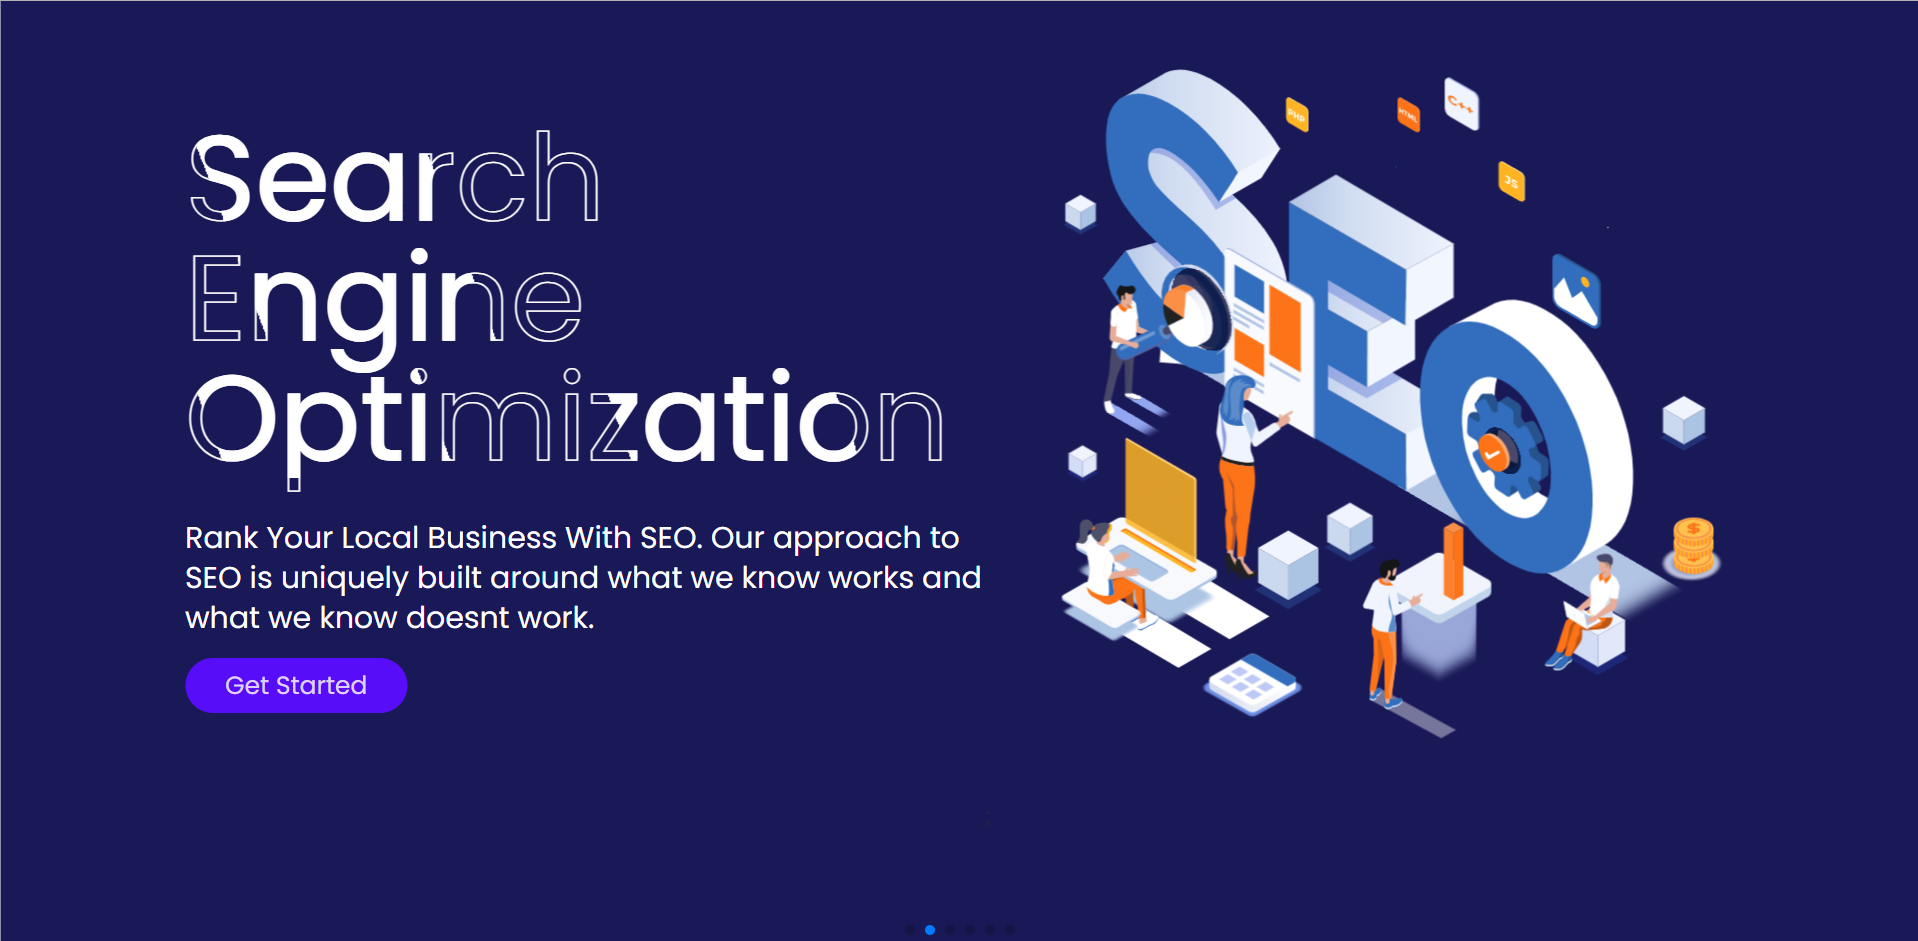 Search
Engine
Optimization
Rank Your Local Business With SEO. Our approach to
SEO is uniquely built around what we know works and
what we know doesnt work.
Get Started
SEO
PHP
HTML
C++
JS
$